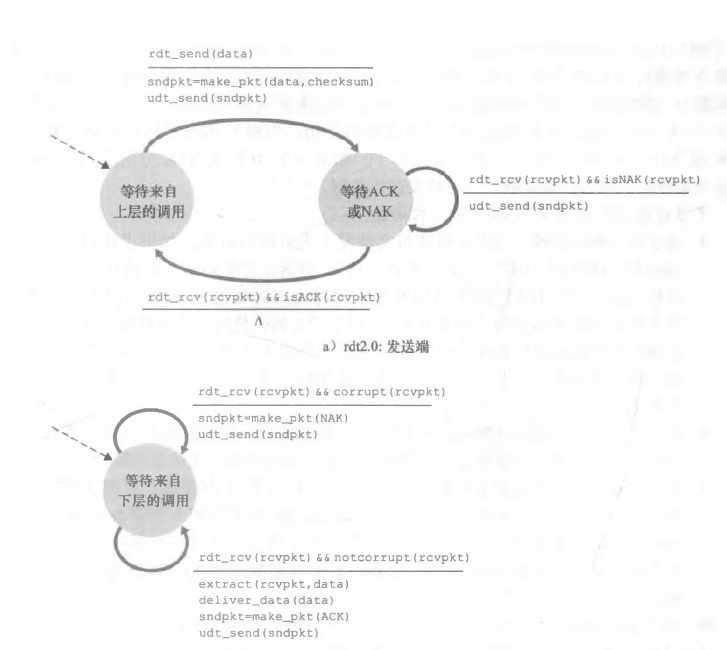 rdt_send(data)
sndpkt=make_pkt(data,checksum)
udt_send(sndpkt)
等待来自
上层的调用
等待ACK
或NAK
rdt_rcv(rcvpkt)&&isNAK(rcvpkt)
udt_send(sndpkt)
rdt_rcv(rcvpkt)&&isACK(rcvpkt)
Λ
a）rdt2.0: 发送端
rdt_rcv(rcvpkt)&&corrupt(rcvpkt)
sndpkt=make_pkt(NAK)
udt_send(sndpkt)
等待来自
下层的调用
rdt_rcv(rcvpkt)&&notcorrupt(rcvpkt)
extract(rcvpkt,data)
deliver_data(data)
sndpkt=make_pkt(ACK)
udt_send(sndpkt)